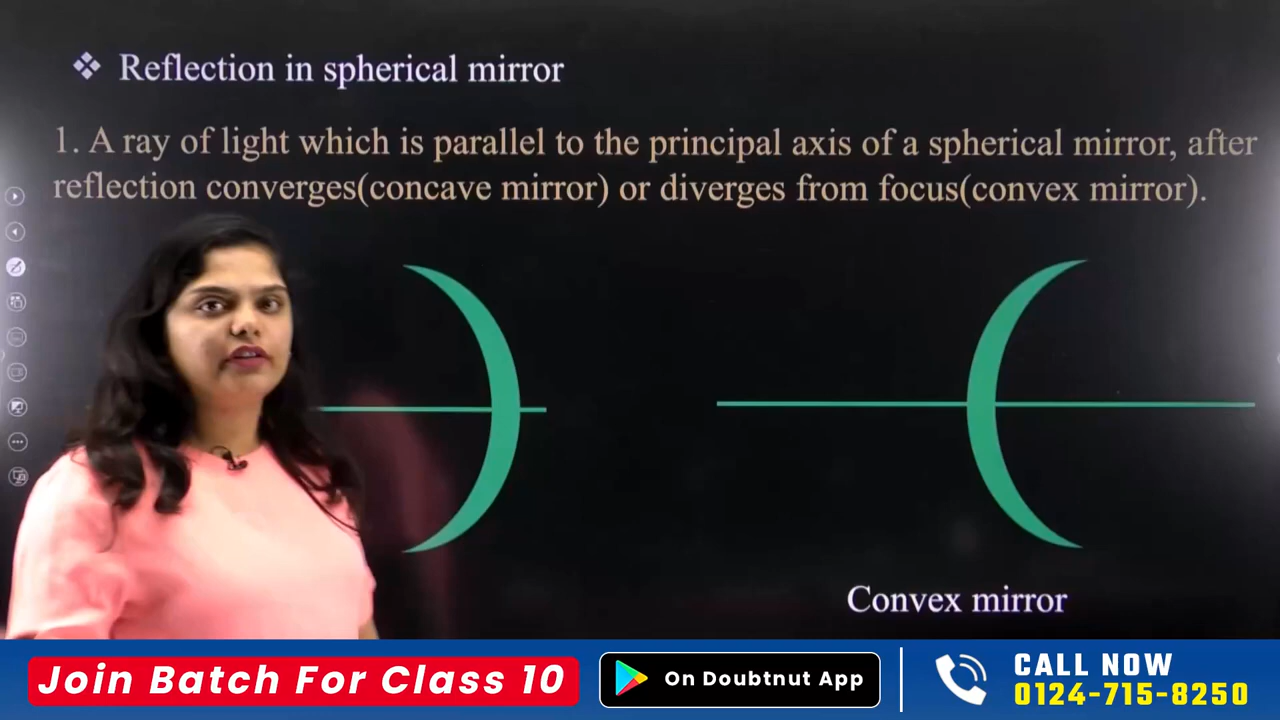 ❖ Reflection in spherical mirror
1. A ray of light which is parallel to the principal axis of a spherical mirror, after
reflection converges(concave mirror) or diverges from focus(convex mirror).
Convex mirror
Join Batch For Class 10
On Doubtnut App
CALL NOW
0124-715-8250